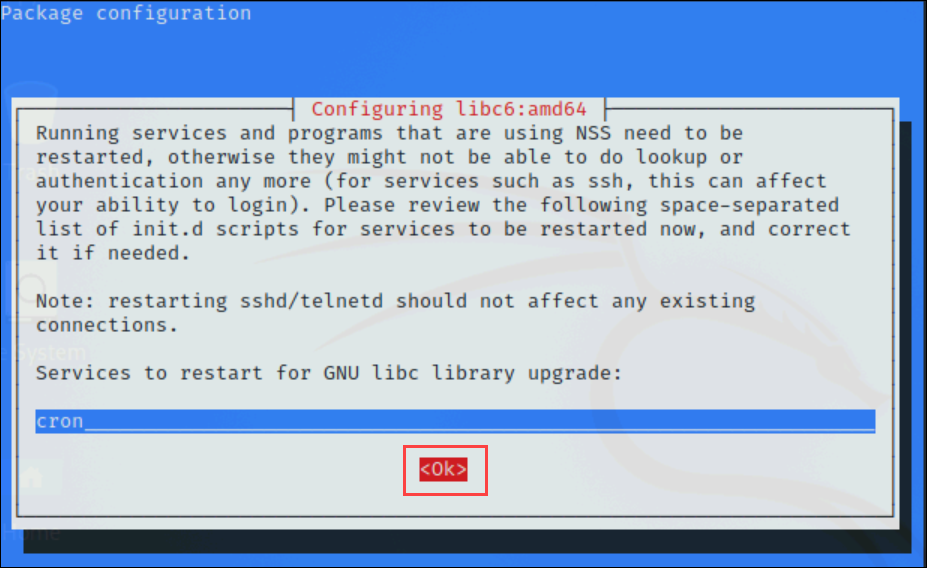 Package configuration
Configuring libc6:amd64
Running services and programs that are using NSS need to be
restarted, otherwise they might not be able to do lookup or
authentication any more (for services such as ssh, this can affect
your ability to login). Please review the following space-separated
list of init.d scripts for services to be restarted now, and correct
it if needed.
Note: restarting sshd/telnetd should not affect any existing
connections.
System
Services to restart for GNU libc library upgrade:
cron
<Ok>
Home